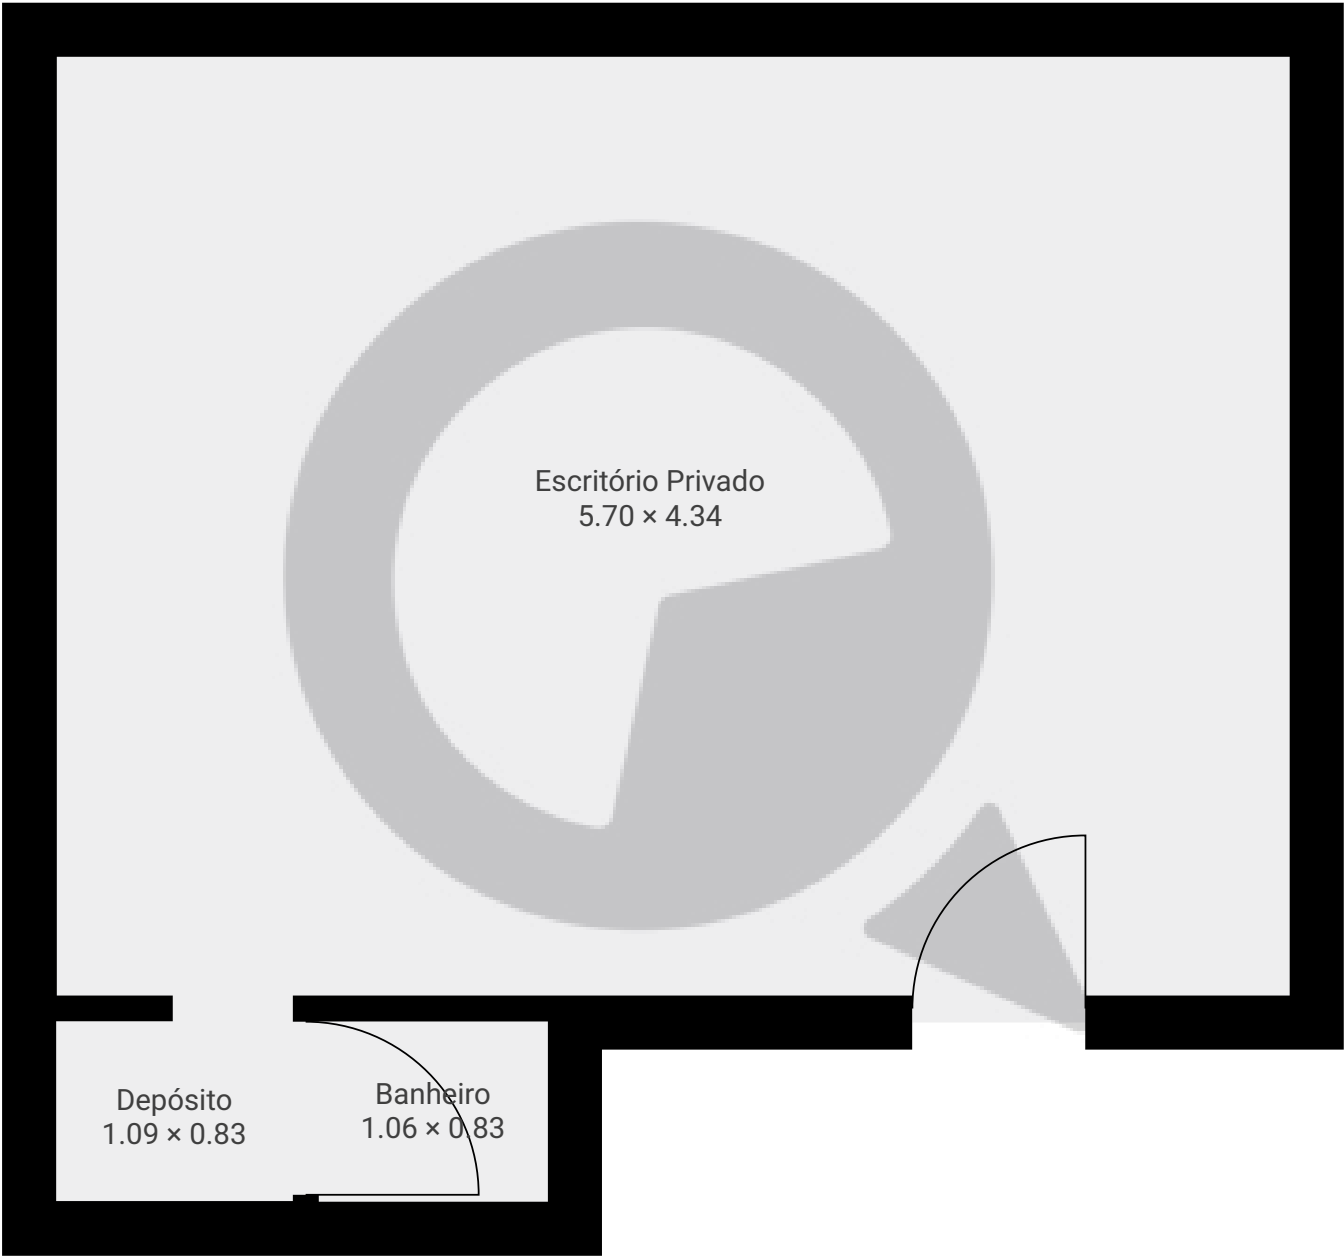 Escritório Privado
5.70 × 4.34
Depósito
1.09 × 0.83
Banheiro
1.06 × 0.83